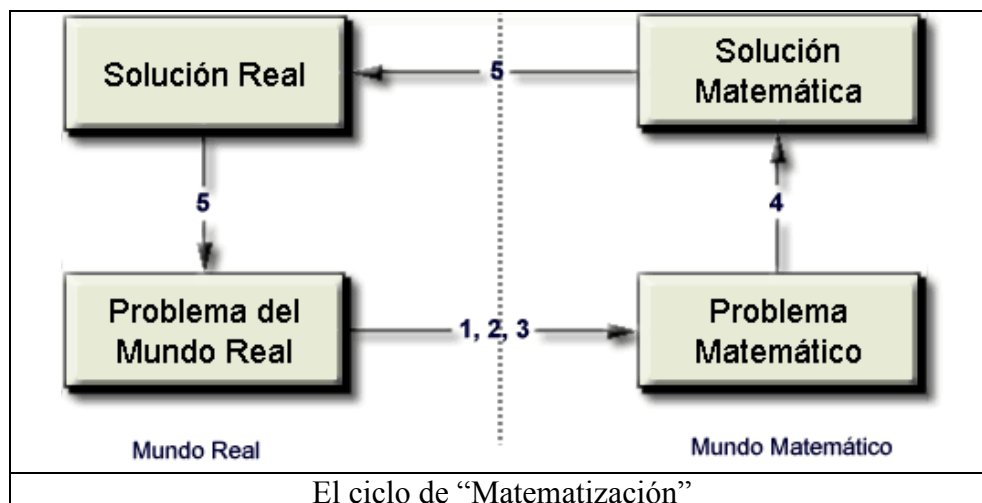 Solución Real
5
Solución
Matemática
5
4
Problema del
Mundo Real
1, 2, 3
Problema
Matemático
Mundo Real
Mundo Matemático
El ciclo de “Matematización”